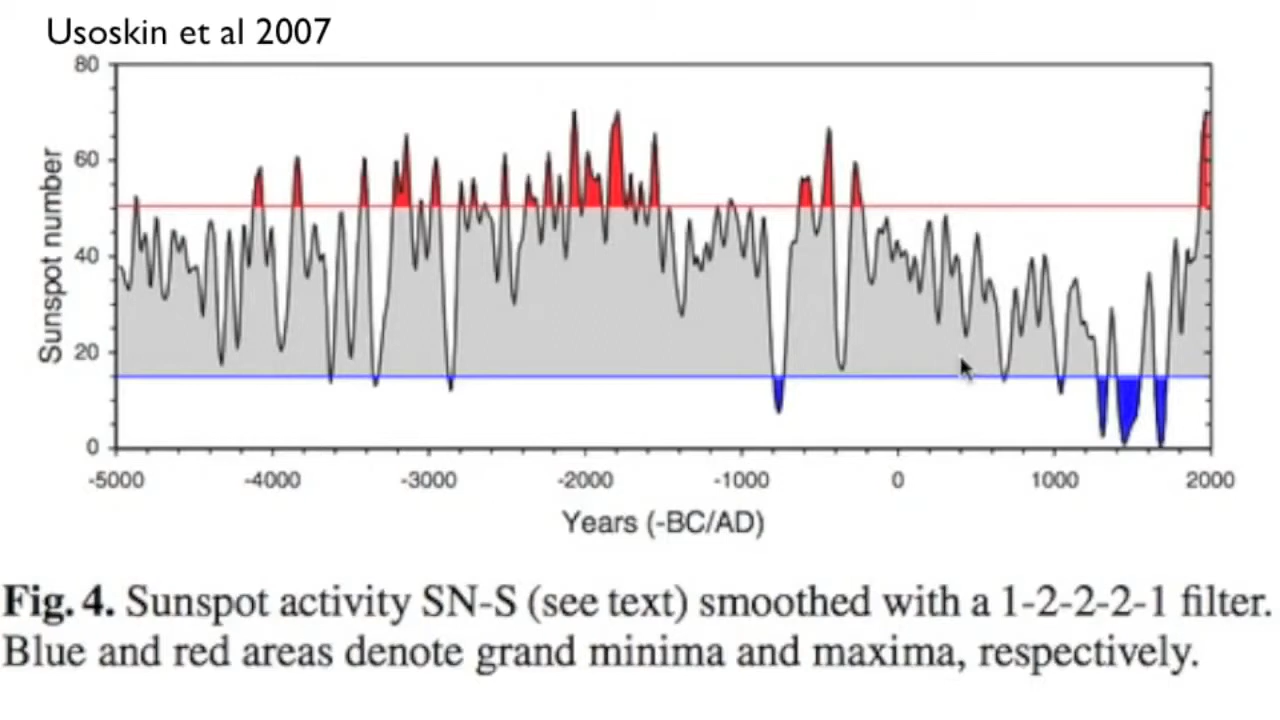 Usoskin et al 2007
80
60
40
20
0
Sunspot number
-5000 -4000 -3000 -2000 -1000 0 1000 2000
Years (-BC/AD)
Fig. 4. Sunspot activity SN-S (see text) smoothed with a 1-2-2-2-1 filter.
Blue and red areas denote grand minima and maxima, respectively.